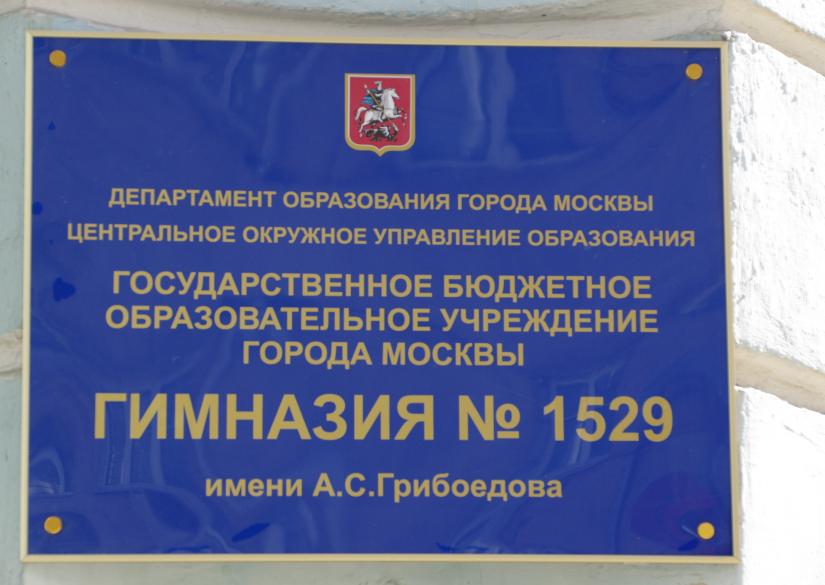 ДЕПАРТАМЕНТ ОБРАЗОВАНИЯ ГОРОДА МОСКВЫ
ЦЕНТРАЛЬНОЕ ОКРУЖНОЕ УПРАВЛЕНИЕ ОБРАЗОВАНИЯ
ГОСУДАРСТВЕННОЕ БЮДЖЕТНОЕ
ОБРАЗОВАТЕЛЬНОЕ УЧРЕЖДЕНИЕ
ГОРОДА МОСКВЫ
ГИМНАЗИЯ № 1529
имени А.С.Грибоедова